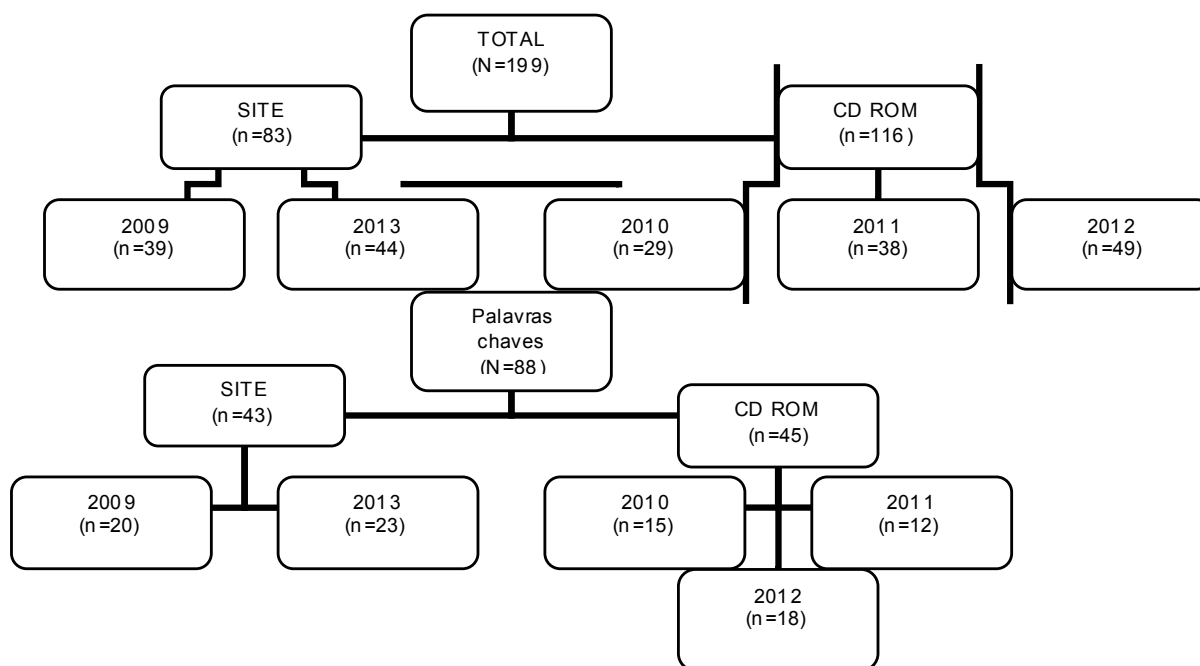 TOTAL
(N=199)
SITE
(n=83)
CD ROM
(n=116)
2009
(n=39)
2013
(n=44)
2010
(n=29)
2011
(n=38)
2012
(n=49)
Palavras
chaves
(N=88)
SITE
(n=43)
CD ROM
(n=45)
2009
(n=20)
2013
(n=23)
2010
(n=15)
2011
(n=12)
2012
(n=18)